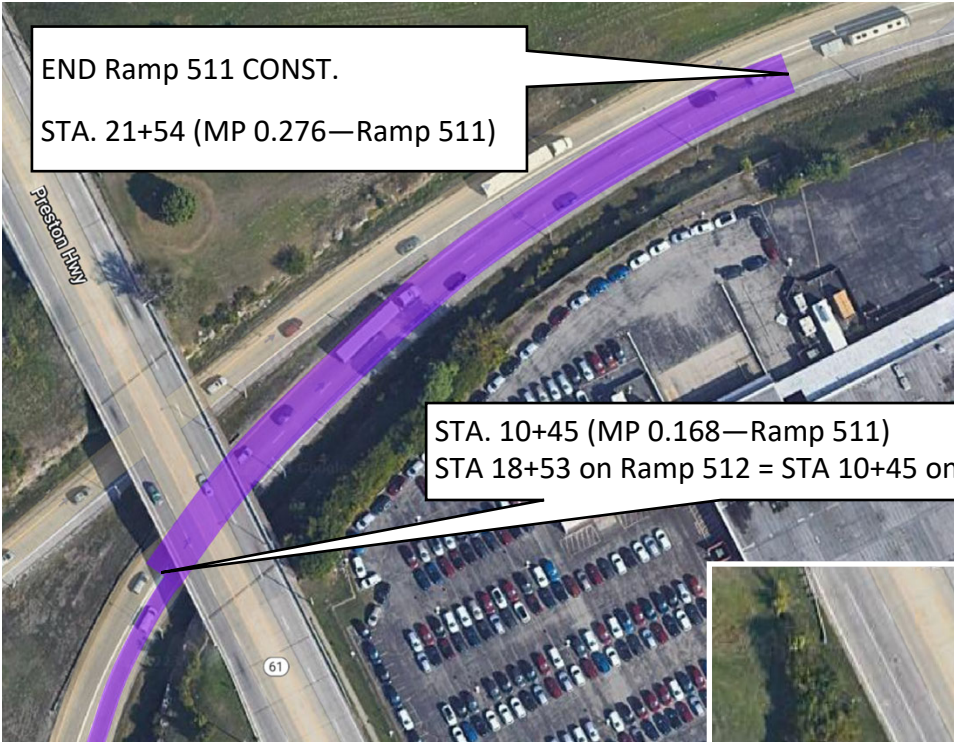 END Ramp 511 CONST.
STA. 21+54 (MP 0.276—Ramp 511)
Preston Hwy
STA. 10+45 (MP 0.168—Ramp 511)
STA 18+53 on Ramp 512 = STA 10+45 on
61